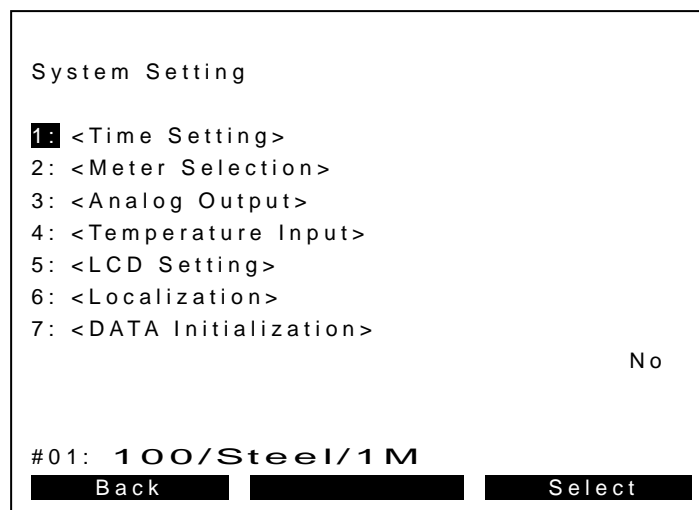 System Setting
1: <Time Setting>
2: <Meter Selection>
3: <Analog Output>
4: <Temperature Input>
5: <LCD Setting>
6: <Localization>
7: <DATA Initialization>
No
#01: 100/Steel/1M
Back Select